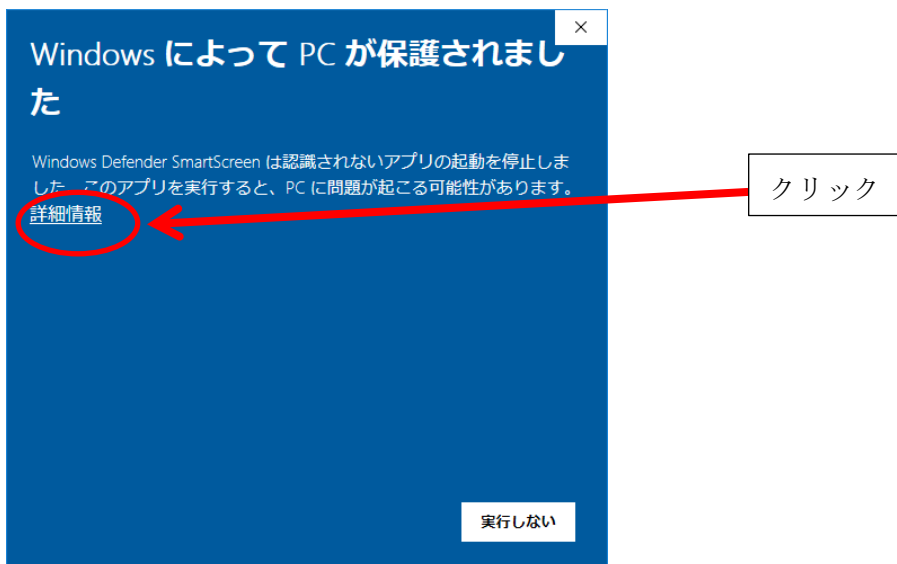 Windows によって PC が保護されまし
た
Windows Defender SmartScreen は認識されないアプリの起動を停止しま
した。このアプリを実行すると、PC に問題が起こる可能性があります。
詳細情報
クリック
実行しない